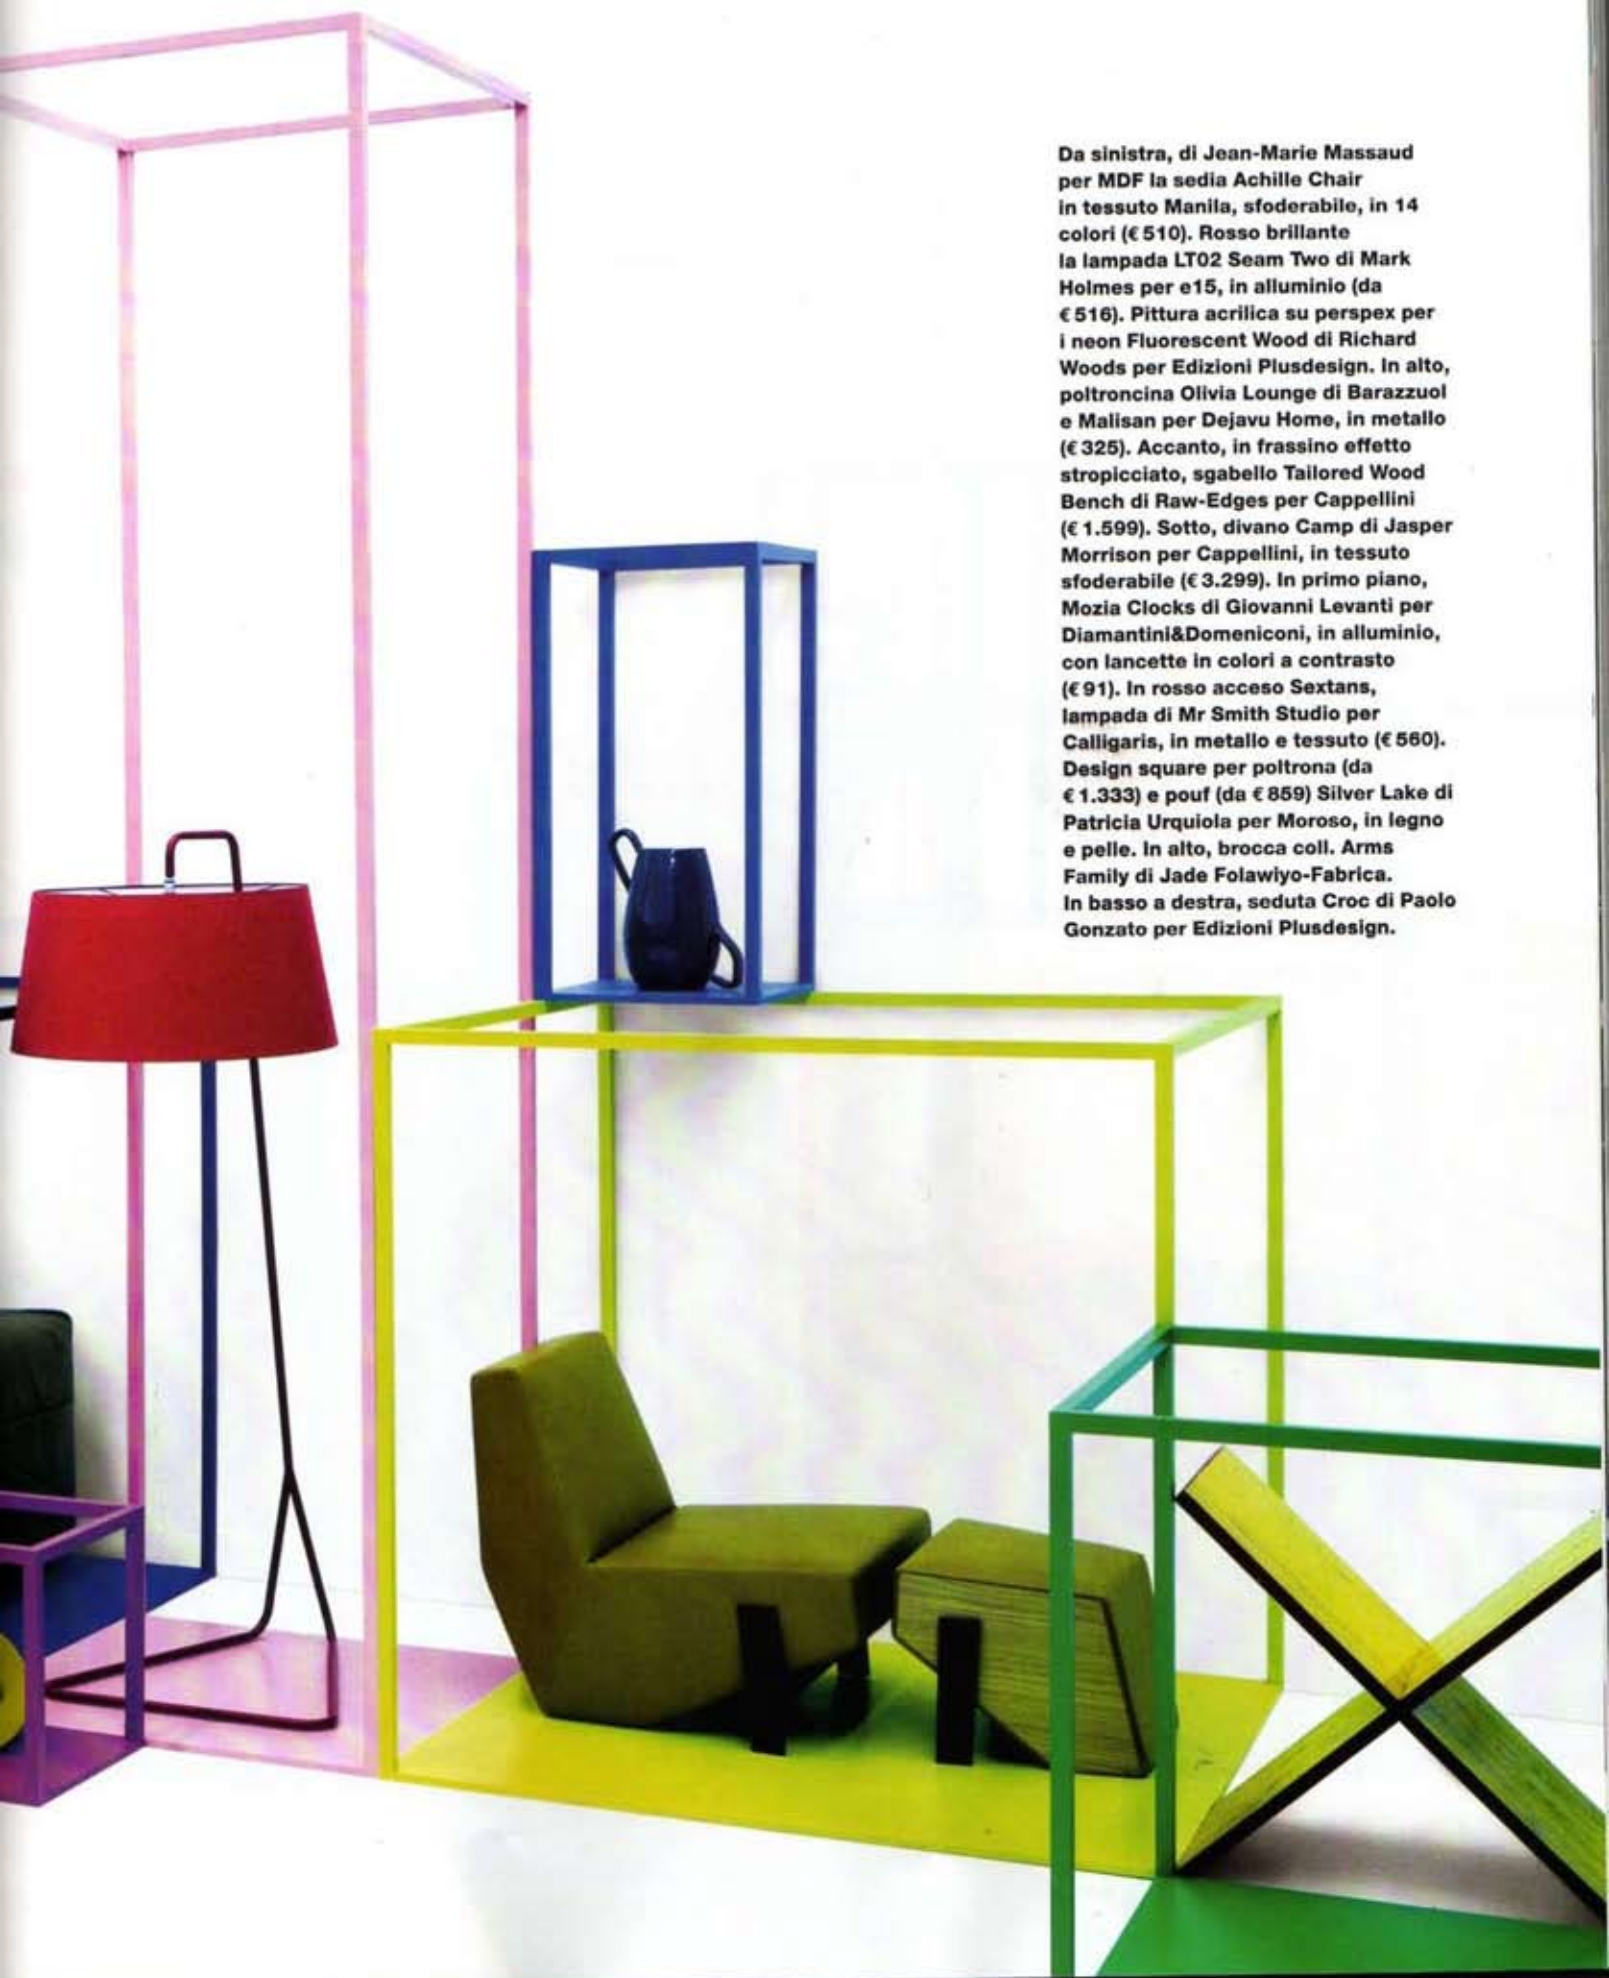 Da sinistra, di Jean-Marie Massaud
per MDF la sedia Achille Chair
in tessuto Manila, sfoderabile, in 14
colori (€ 510). Rosso brillante
la lampada LT02 Seam Two di Mark
Holmes per e15, in alluminio (da
€ 516). Pittura acrilica su perspex per
i neon Fluorescent Wood di Richard
Woods per Edizioni Plusdesign. In alto,
poltroncina Olivia Lounge di Barazzuol
e Malisan per Dejavu Home, in metallo
(€ 325). Accanto, in frassino effetto
stropicciato, sgabello Tailored Wood
Bench di Raw-Edges per Cappellini
(€ 1.599). Sotto, divano Camp di Jasper
Morrison per Cappellini, in tessuto
sfoderabile (€ 3.299). In primo piano,
Mozia Clocks di Giovanni Levanti per
Diamantini&Domeniconi, in alluminio,
con lancette in colori a contrasto
(€ 91). In rosso acceso Sextans,
lampada di Mr Smith Studio per
Calligaris, in metallo e tessuto (€ 560).
Design square per poltrona (da
€ 1.333) e pouf (da € 859) Silver Lake di
Patricia Urquiola per Moroso, in legno
e pelle. In alto, brocca coll. Arms
Family di Jade Folawiyo-Fabrica.
In basso a destra, seduta Croc di Paolo
Gonzato per Edizioni Plusdesign.